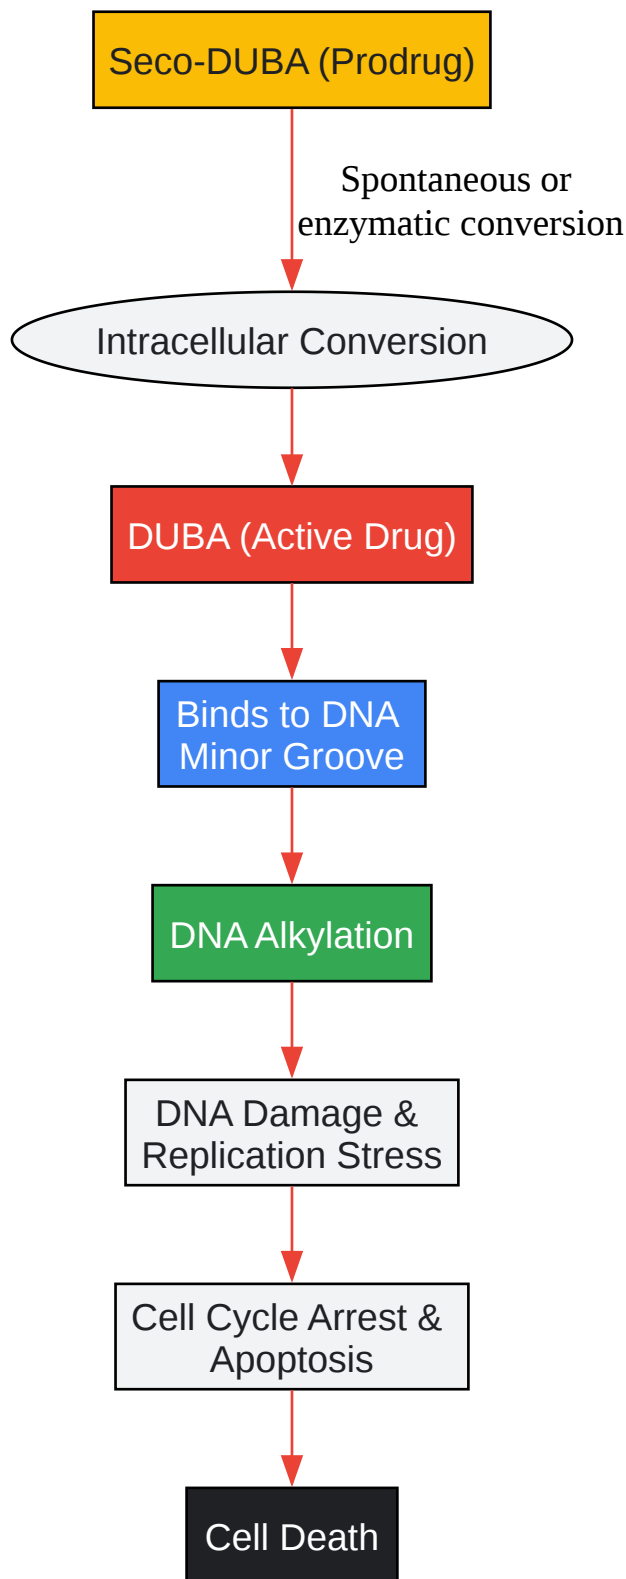 Seco-DUBA (Prodrug)
Spontaneous or
enzymatic conversion
Intracellular Conversion
DUBA (Active Drug)
Binds to DNA
Minor Groove
DNA Alkylation
DNA Damage &
Replication Stress
Cell Cycle Arrest &
Apoptosis
Cell Death